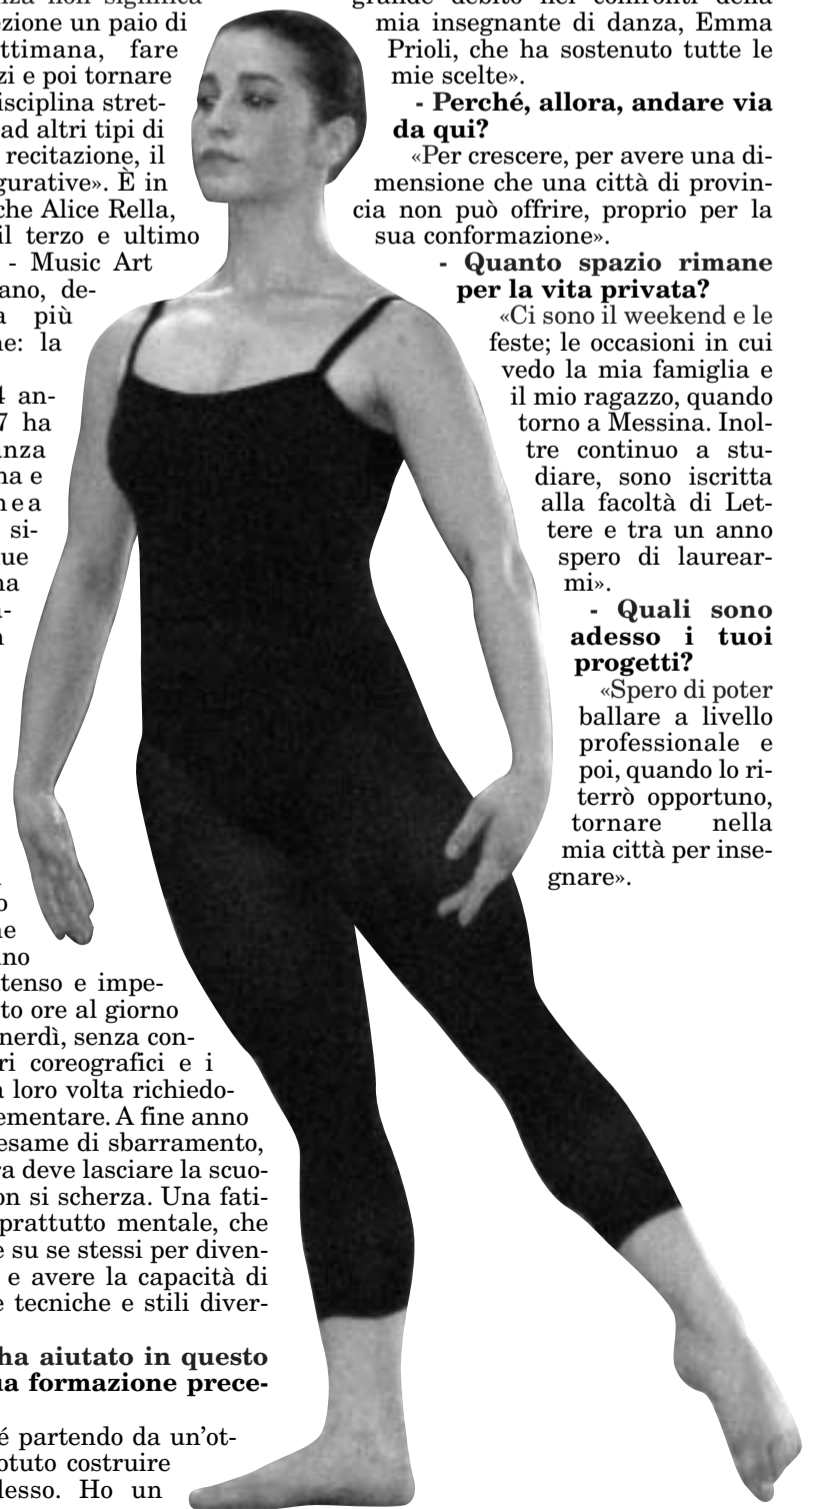 ezione un paio di
ttimana, fare
zi e poi tornare
isciplina stret-
ad altri tipi di
recitazione, il
gurative». È in
che Alice Rella,
il terzo e ultimo
- Music Art
ano, de-
a più
ne: la
4 an-
7 ha
anza
na e
nea
si-
ue
na
-
ne
no
tenso e impe-
to ore al giorno
nerdì, senza con-
ri coreografici e i
a loro volta richiedo-
ementare. A fine anno
esame di sbarramento,
ra deve lasciare la scuo-
on si scherza. Una fati-
prattutto mentale, che
e su se stessi per diven-
e avere la capacità di
e tecniche e stili diver-
ha aiutato in questo
ua formazione prece-
é partendo da un'ot-
otuto costruire
desso. Ho un
grande debito nei confronti della
mia insegnante di danza, Emma
Prioli, che ha sostenuto tutte le
mie scelte».
- Perché, allora, andare via
da qui?
«Per crescere, per avere una di-
mensione che una città di provin-
cia non può offrire, proprio per la
sua conformazione».
- Quanto spazio rimane
per la vita privata?
«Ci sono il weekend e le
feste; le occasioni in cui
vedo la mia famiglia e
il mio ragazzo, quando
torno a Messina. Inol-
tre continuo a stu-
diare, sono iscritta
alla facoltà di Let-
tere e tra un anno
spero di laurear-
mi».
- Quali sono
adesso i tuoi
progetti?
«Spero di poter
ballare a livello
professionale e
poi, quando lo ri-
terrò opportuno,
tornare nella
mia città per inse-
gnare».